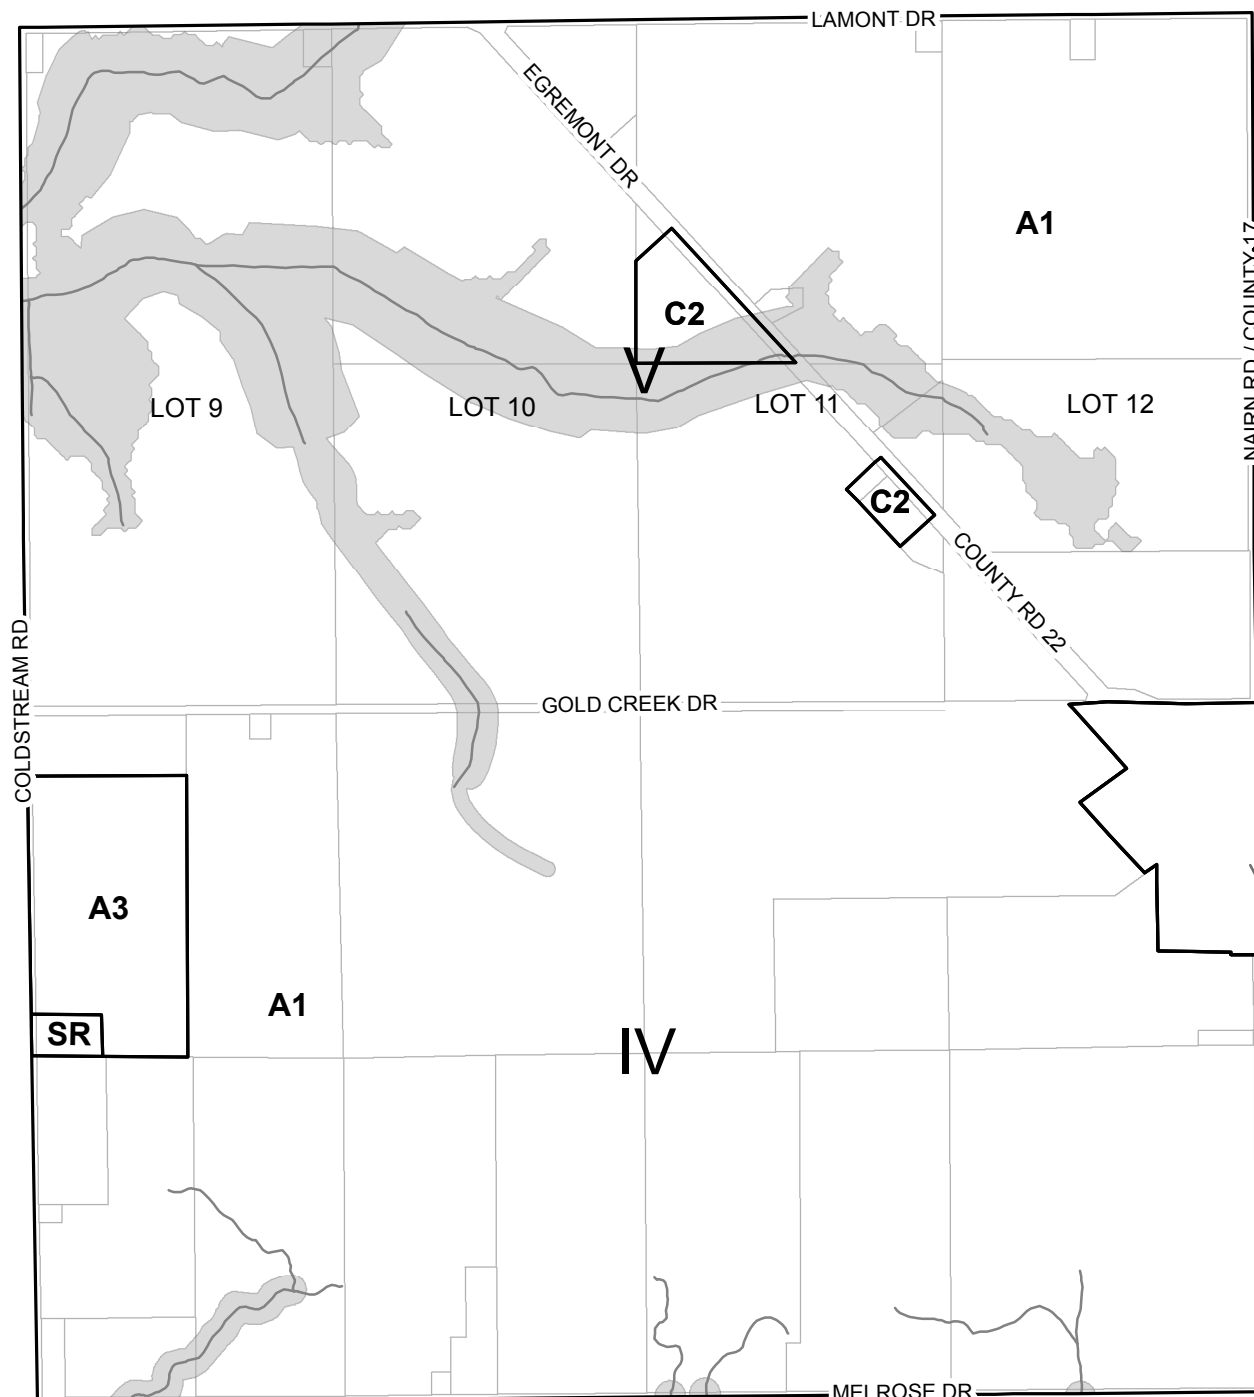 LAMONT DR
EGREMONT DR
A1
NAIRN RD / COUNTY 17
C2
V
LOT 9
LOT 10
LOT 11
LOT 12
C2
COUNTY RD 22
COLDSTREAM RD
GOLD CREEK DR
A3
A1
SR
IV
MELROSE DR